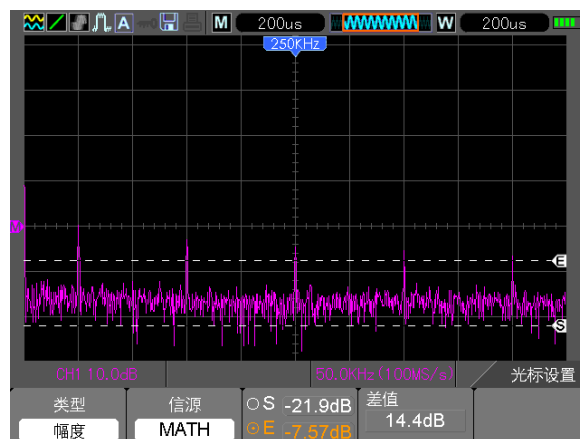 A M 200us W 200us
250KHz
M
E
S
CH1 10.0dB 50.0KHz(100MS/s) 光标设置
类型 信源 S -21.9dB 差值
幅度 MATH E -7.57dB 14.4dB